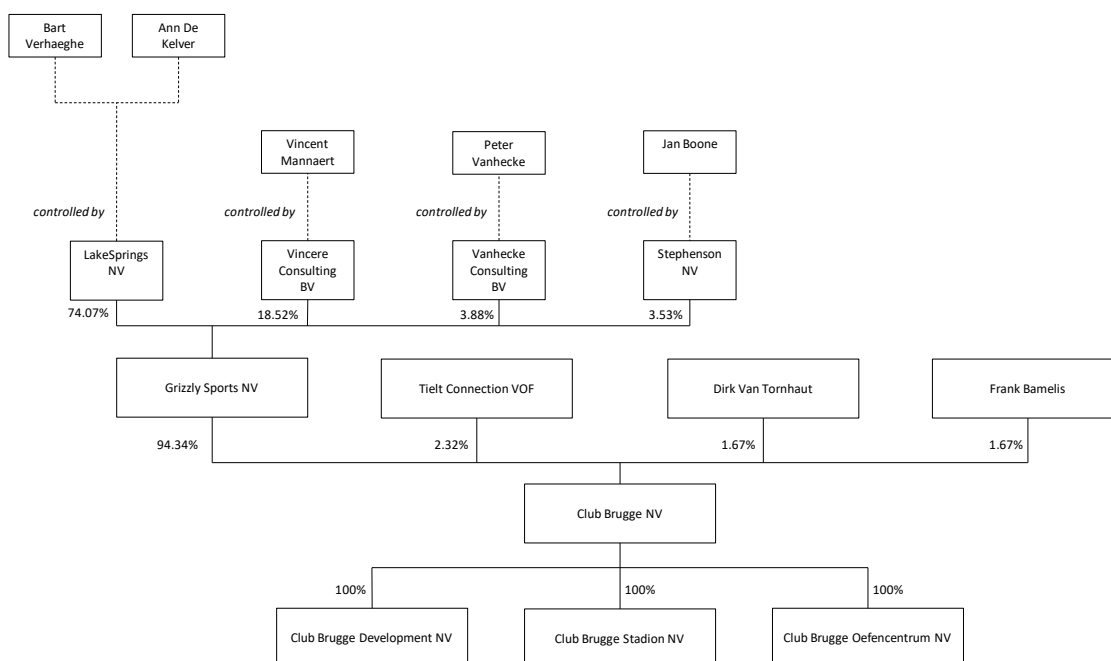 Bart
Verhaeghe
Ann De
Kelver
Vincent
Mannaert
Peter
Vanhecke
Jan Boone
controlled by
controlled by
controlled by
controlled by
LakeSprings
NV
Vincere
Consulting
BV
Vanhecke
Consulting
BV
Stephenson
NV
74.07%
18.52%
3.88%
3.53%
Grizzly Sports NV
Tielt Connection VOF
Dirk Van Tornhaut
Frank Bamelis
94.34%
2.32%
1.67%
1.67%
Club Brugge NV
100%
100%
100%
Club Brugge Development NV
Club Brugge Stadion NV
Club Brugge Oefencentrum NV